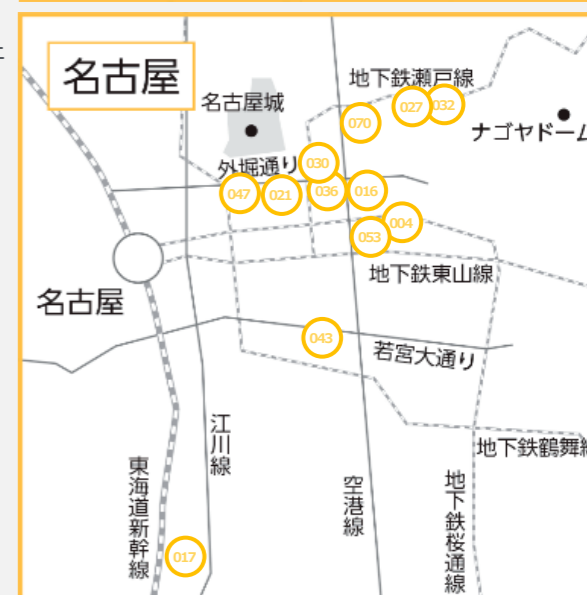 名古屋
地下鉄瀬戸線
名古屋城
027
032
070
ナゴヤドーム
030
外堀通り
047
021
036
016
004
053
地下鉄東山線
名古屋
043
若宮大通り
江川線
地下鉄鶴舞線
東海道新幹線
空港線
地下鉄桜通線
017